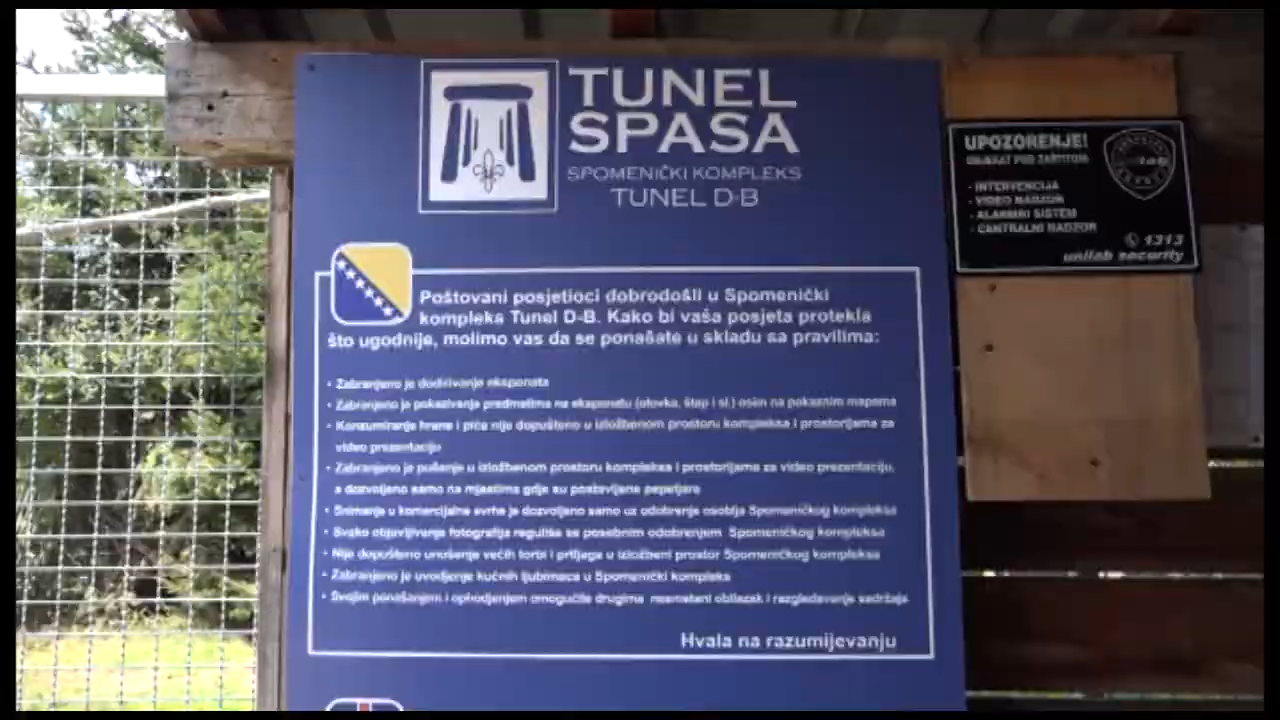 TUNEL
SPASA
SPOMENIČKI KOMPLEKS
TUNEL D-B
Poštovani posjetioci dobrodošli u Spomenički
kompleks Tunel D-B. Kako bi vaša posjeta protekla
što ugodnije, molimo vas da se ponašate u skladu sa pravilima:
• Zabranjeno je dodirivanje eksponata
• Zabranjeno je pokazivanje predmetima na eksponatu (olovka, štap i sl.) osim na pokaznim mapama
• Konzumiranje hrane i pića nije dopušteno u izložbenom prostoru kompleksa i prostorijama za
video prezentaciju
• Zabranjeno je pušenje u izložbenom prostoru kompleksa i prostorijama za video prezentaciju,
a dozvoljeno samo na mjestima gdje su postavljene pepeljare
• Snimanje u komercijalne svrhe je dozvoljeno samo uz odobrenje osoblja Spomeničkog kompleksa
• Svako objavljivanje fotografija reguliše se posebnim odobrenjem Spomeničkog kompleksa
• Nije dopušteno unošenje većih torbi i prtljaga u izložbeni prostor Spomeničkog kompleksa
• Zabranjeno je uvodjenje kućnih ljubimaca u Spomenički kompleks
• Svojim ponašanjem i ophodjenjem omogućite drugima nesmetani obilazak i razgledavanje sadržaja
Hvala na razumijevanju
UPOZORENJE!
OBJEKAT POD ZAŠTITOM
- INTERVENCIJA
- VIDEO NADZOR
- ALARMNI SISTEM
- CENTRALNI NADZOR
1313
unilab security